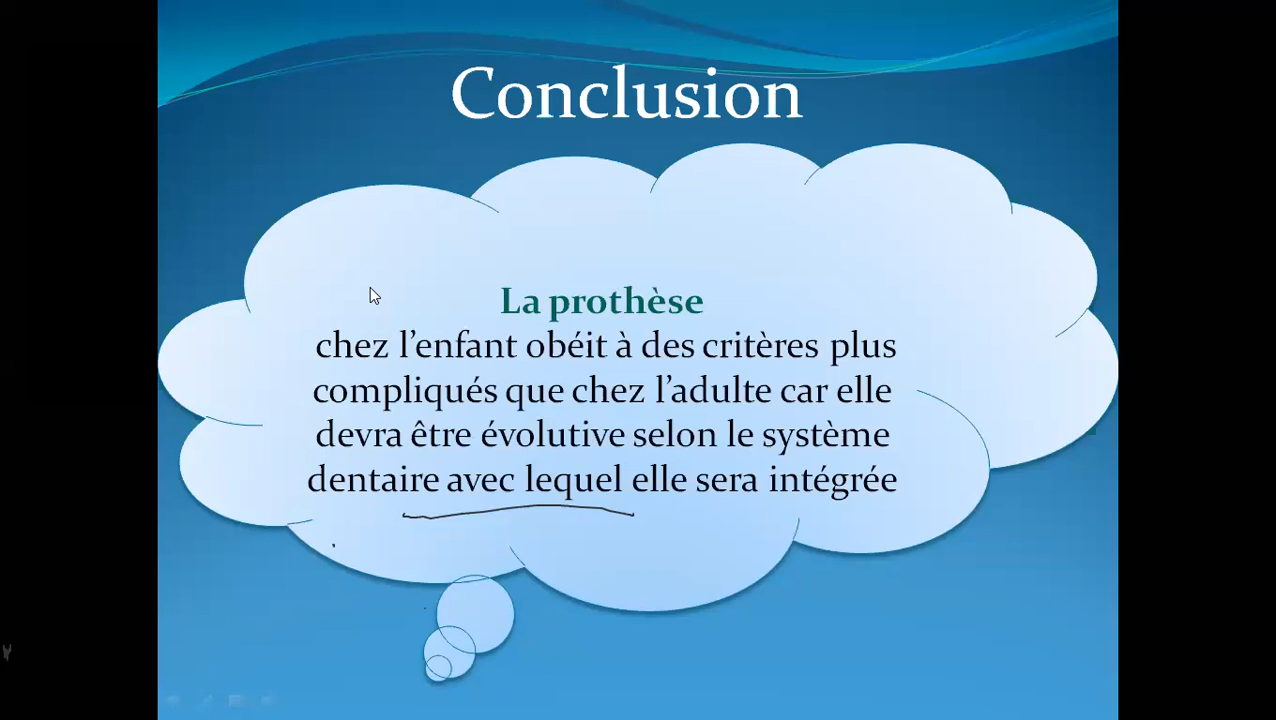 Conclusion
La prothèse
chez l’enfant obéit à des critères plus
compliqués que chez l’adulte car elle
devra être évolutive selon le système
dentaire avec lequel elle sera intégrée